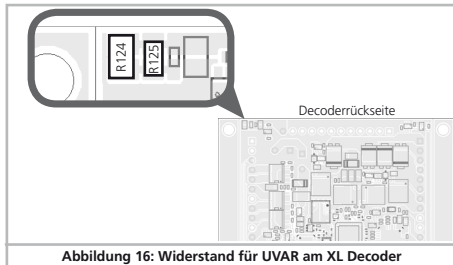 R124
R125
Decoderrückseite
Abbildung 16: Widerstand für UVAR am XL Decoder